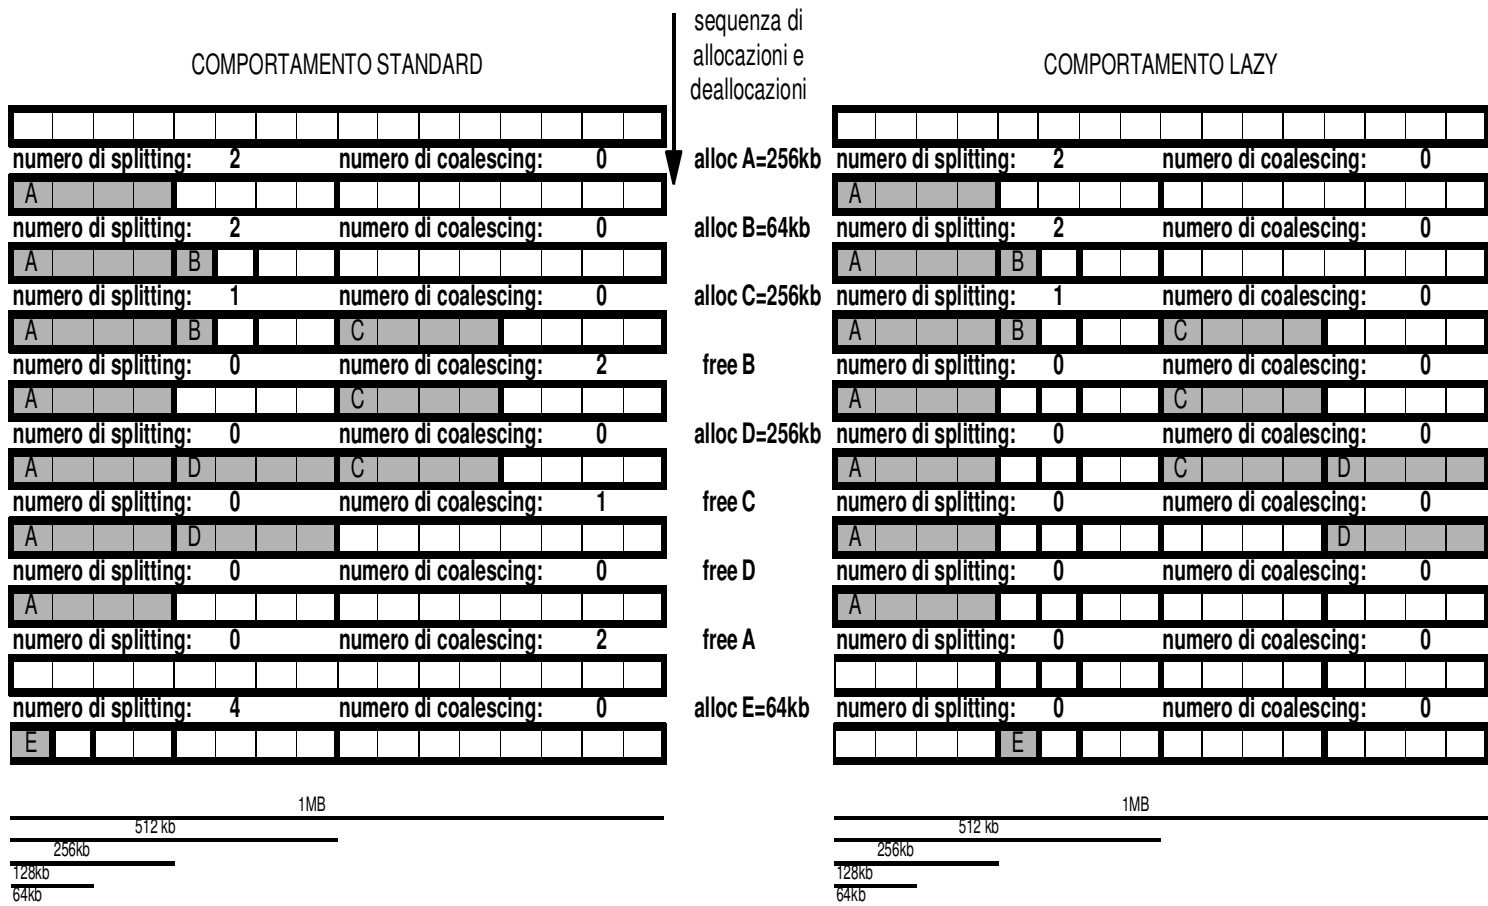 sequenza di
allocazioni e
deallocazioni
COMPORTAMENTO STANDARD
COMPORTAMENTO LAZY
numero di splitting: 2 numero di coalescing: 0 alloc A=256kb numero di splitting: 2 numero di coalescing: 0
A A
numero di splitting: 2 numero di coalescing: 0 alloc B=64kb numero di splitting: 2 numero di coalescing: 0
A B A B
numero di splitting: 1 numero di coalescing: 0 alloc C=256kb numero di splitting: 1 numero di coalescing: 0
A B C A B C
numero di splitting: 0 numero di coalescing: 2 free B numero di splitting: 0 numero di coalescing: 0
A C A C
numero di splitting: 0 numero di coalescing: 0 alloc D=256kb numero di splitting: 0 numero di coalescing: 0
A D C A C D
numero di splitting: 0 numero di coalescing: 1 free C numero di splitting: 0 numero di coalescing: 0
A D A D
numero di splitting: 0 numero di coalescing: 0 free D numero di splitting: 0 numero di coalescing: 0
A A
numero di splitting: 0 numero di coalescing: 2 free A numero di splitting: 0 numero di coalescing: 0
numero di splitting: 4 numero di coalescing: 0 alloc E=64kb numero di splitting: 0 numero di coalescing: 0
E E
1MB 1MB
512 kb 512 kb
256kb 256kb
128kb 128kb
64kb 64kb